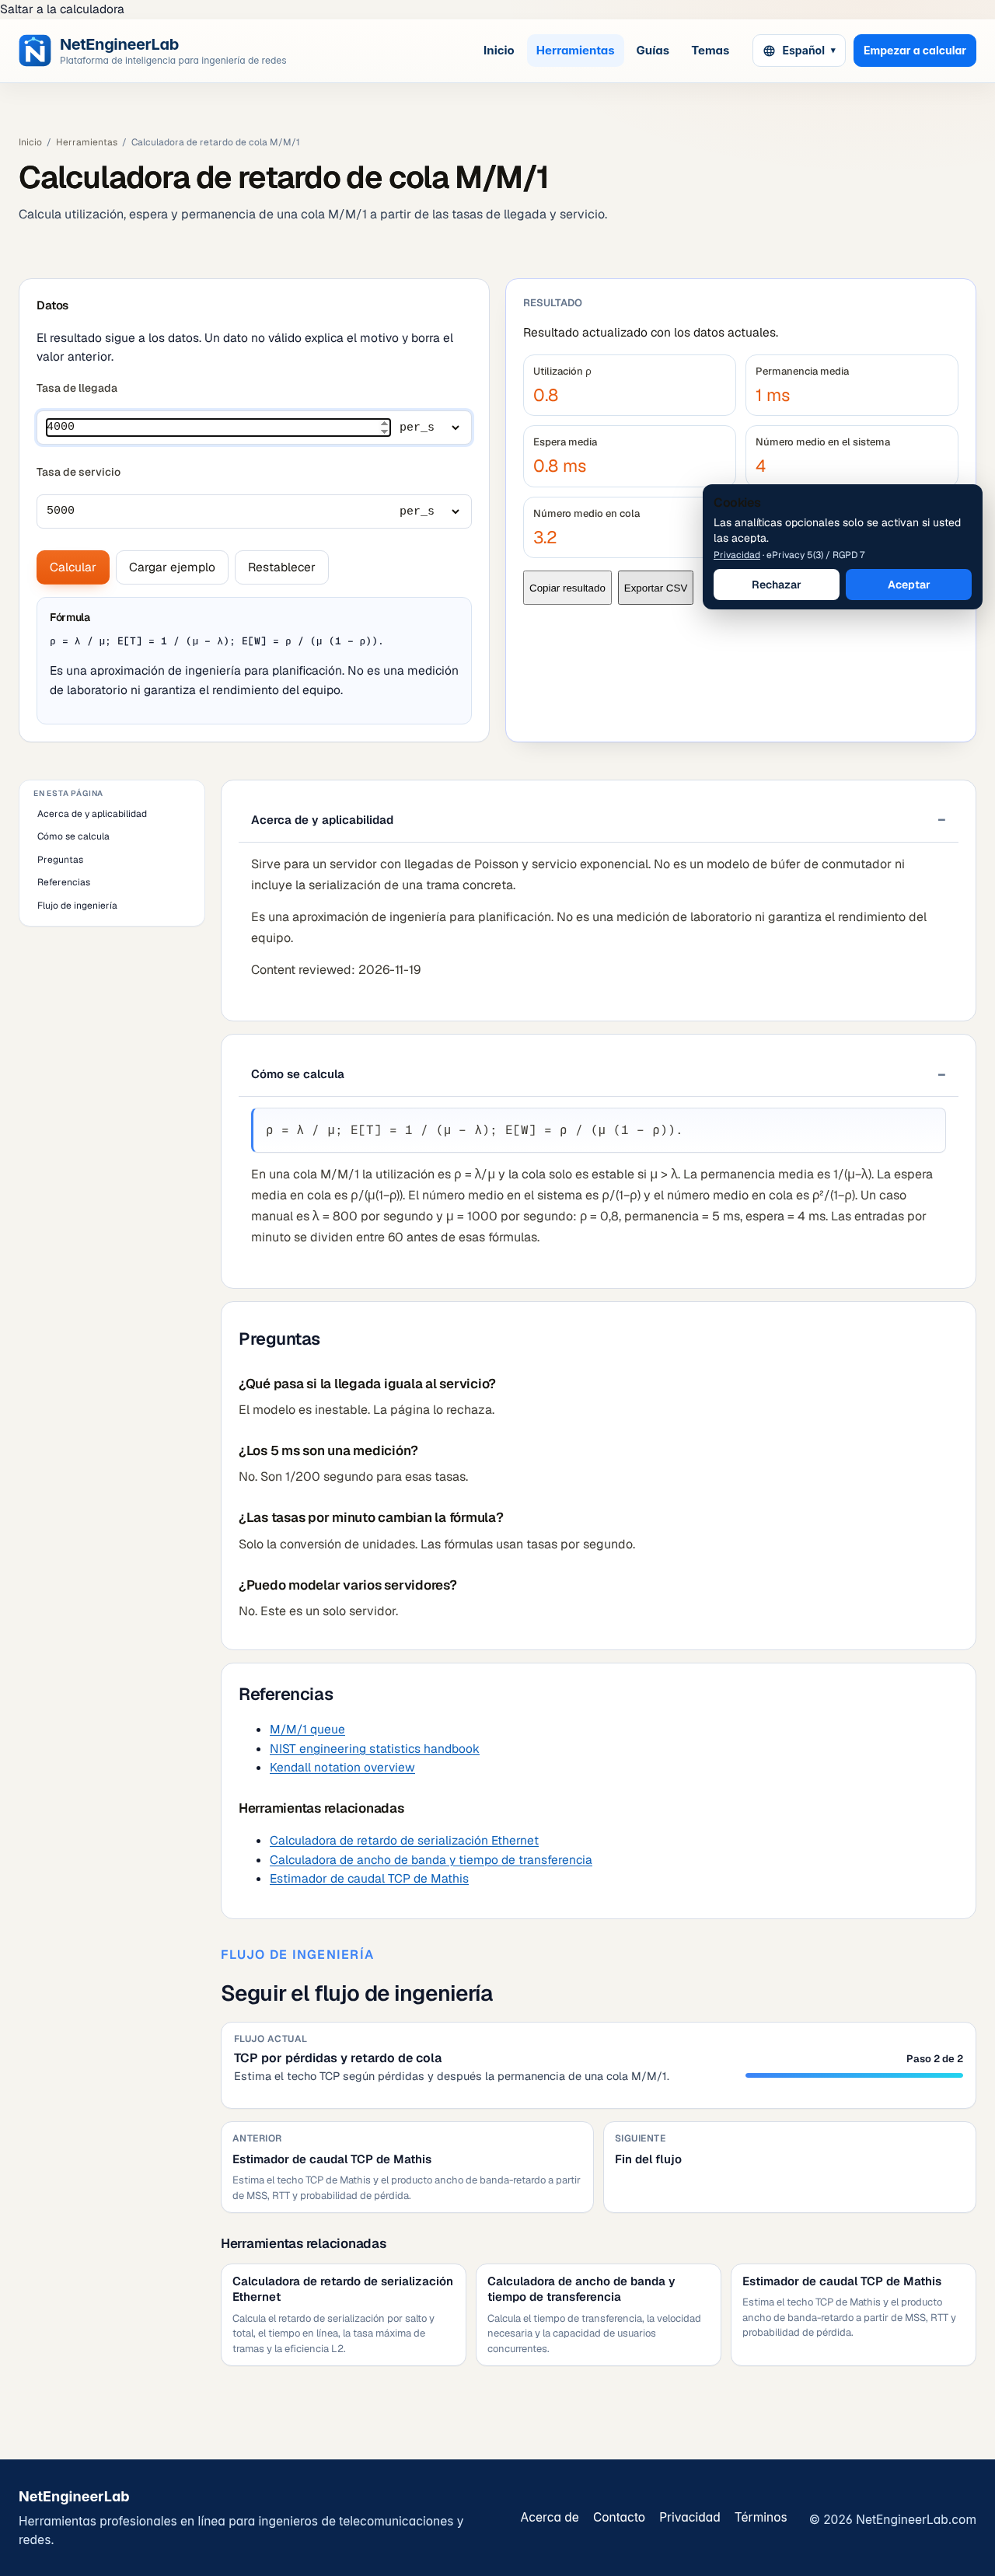 Saltar a la calculadora
NetEngineerLab
Plataforma de inteligencia para ingeniería de redes
Inicio
Herramientas
Guías
Temas
Español ▾
Empezar a calcular
Inicio / Herramientas / Calculadora de retardo de cola M/M/1
Calculadora de retardo de cola M/M/1
Calcula utilización, espera y permanencia de una cola M/M/1 a partir de las tasas de llegada y servicio.
Datos
El resultado sigue a los datos. Un dato no válido explica el motivo y borra el
valor anterior.
Tasa de llegada
4000
per_s
Tasa de servicio
5000
per_s
Calcular
Cargar ejemplo
Restablecer
Fórmula
ρ = λ / μ; E[T] = 1 / (μ − λ); E[W] = ρ / (μ (1 − ρ)).
Es una aproximación de ingeniería para planificación. No es una medición
de laboratorio ni garantiza el rendimiento del equipo.
RESULTADO
Resultado actualizado con los datos actuales.
Utilización ρ
0.8
Permanencia media
1 ms
Espera media
0.8 ms
Número medio en el sistema
4
Número medio en cola
3.2
Copiar resultado
Exportar CSV
Cookies
Las analíticas opcionales solo se activan si usted
las acepta.
Privacidad · ePrivacy 5(3) / RGPD 7
Rechazar
Aceptar
EN ESTA PÁGINA
Acerca de y aplicabilidad
Cómo se calcula
Preguntas
Referencias
Flujo de ingeniería
Acerca de y aplicabilidad
−
Sirve para un servidor con llegadas de Poisson y servicio exponencial. No es un modelo de búfer de conmutador ni
incluye la serialización de una trama concreta.
Es una aproximación de ingeniería para planificación. No es una medición de laboratorio ni garantiza el rendimiento del
equipo.
Content reviewed: 2026-11-19
Cómo se calcula
−
ρ = λ / μ; E[T] = 1 / (μ − λ); E[W] = ρ / (μ (1 − ρ)).
En una cola M/M/1 la utilización es ρ = λ/μ y la cola solo es estable si μ > λ. La permanencia media es 1/(μ−λ). La espera
media en cola es ρ/(μ(1−ρ)). El número medio en el sistema es ρ/(1−ρ) y el número medio en cola es ρ²/(1−ρ). Un caso
manual es λ = 800 por segundo y μ = 1000 por segundo: ρ = 0,8, permanencia = 5 ms, espera = 4 ms. Las entradas por
minuto se dividen entre 60 antes de esas fórmulas.
Preguntas
¿Qué pasa si la llegada iguala al servicio?
El modelo es inestable. La página lo rechaza.
¿Los 5 ms son una medición?
No. Son 1/200 segundo para esas tasas.
¿Las tasas por minuto cambian la fórmula?
Solo la conversión de unidades. Las fórmulas usan tasas por segundo.
¿Puedo modelar varios servidores?
No. Este es un solo servidor.
Referencias
M/M/1 queue
NIST engineering statistics handbook
Kendall notation overview
Herramientas relacionadas
Calculadora de retardo de serialización Ethernet
Calculadora de ancho de banda y tiempo de transferencia
Estimador de caudal TCP de Mathis
FLUJO DE INGENIERÍA
Seguir el flujo de ingeniería
FLUJO ACTUAL
TCP por pérdidas y retardo de cola
Estima el techo TCP según pérdidas y después la permanencia de una cola M/M/1.
Paso 2 de 2
ANTERIOR
Estimador de caudal TCP de Mathis
Estima el techo TCP de Mathis y el producto ancho de banda-retardo a partir
de MSS, RTT y probabilidad de pérdida.
SIGUIENTE
Fin del flujo
Herramientas relacionadas
Calculadora de retardo de serialización
Ethernet
Calcula el retardo de serialización por salto y
total, el tiempo en línea, la tasa máxima de
tramas y la eficiencia L2.
Calculadora de ancho de banda y
tiempo de transferencia
Calcula el tiempo de transferencia, la velocidad
necesaria y la capacidad de usuarios
concurrentes.
Estimador de caudal TCP de Mathis
Estima el techo TCP de Mathis y el producto
ancho de banda-retardo a partir de MSS, RTT y
probabilidad de pérdida.
NetEngineerLab
Herramientas profesionales en línea para ingenieros de telecomunicaciones y
redes.
Acerca de
Contacto
Privacidad
Términos
© 2026 NetEngineerLab.com